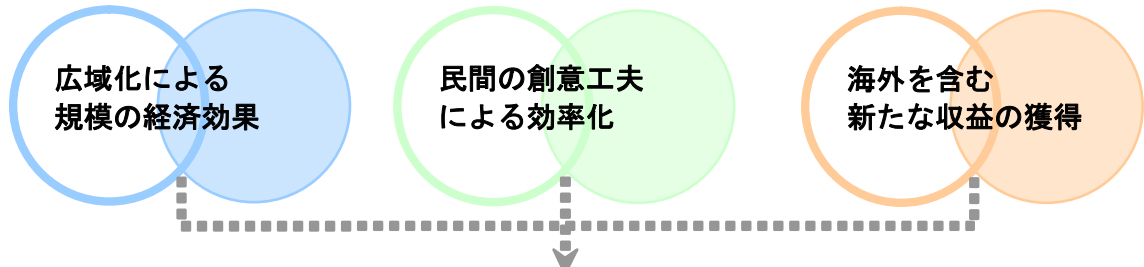 広域化による
規模の経済効果
民間の創意工夫
による効率化
海外を含む
新たな収益の獲得